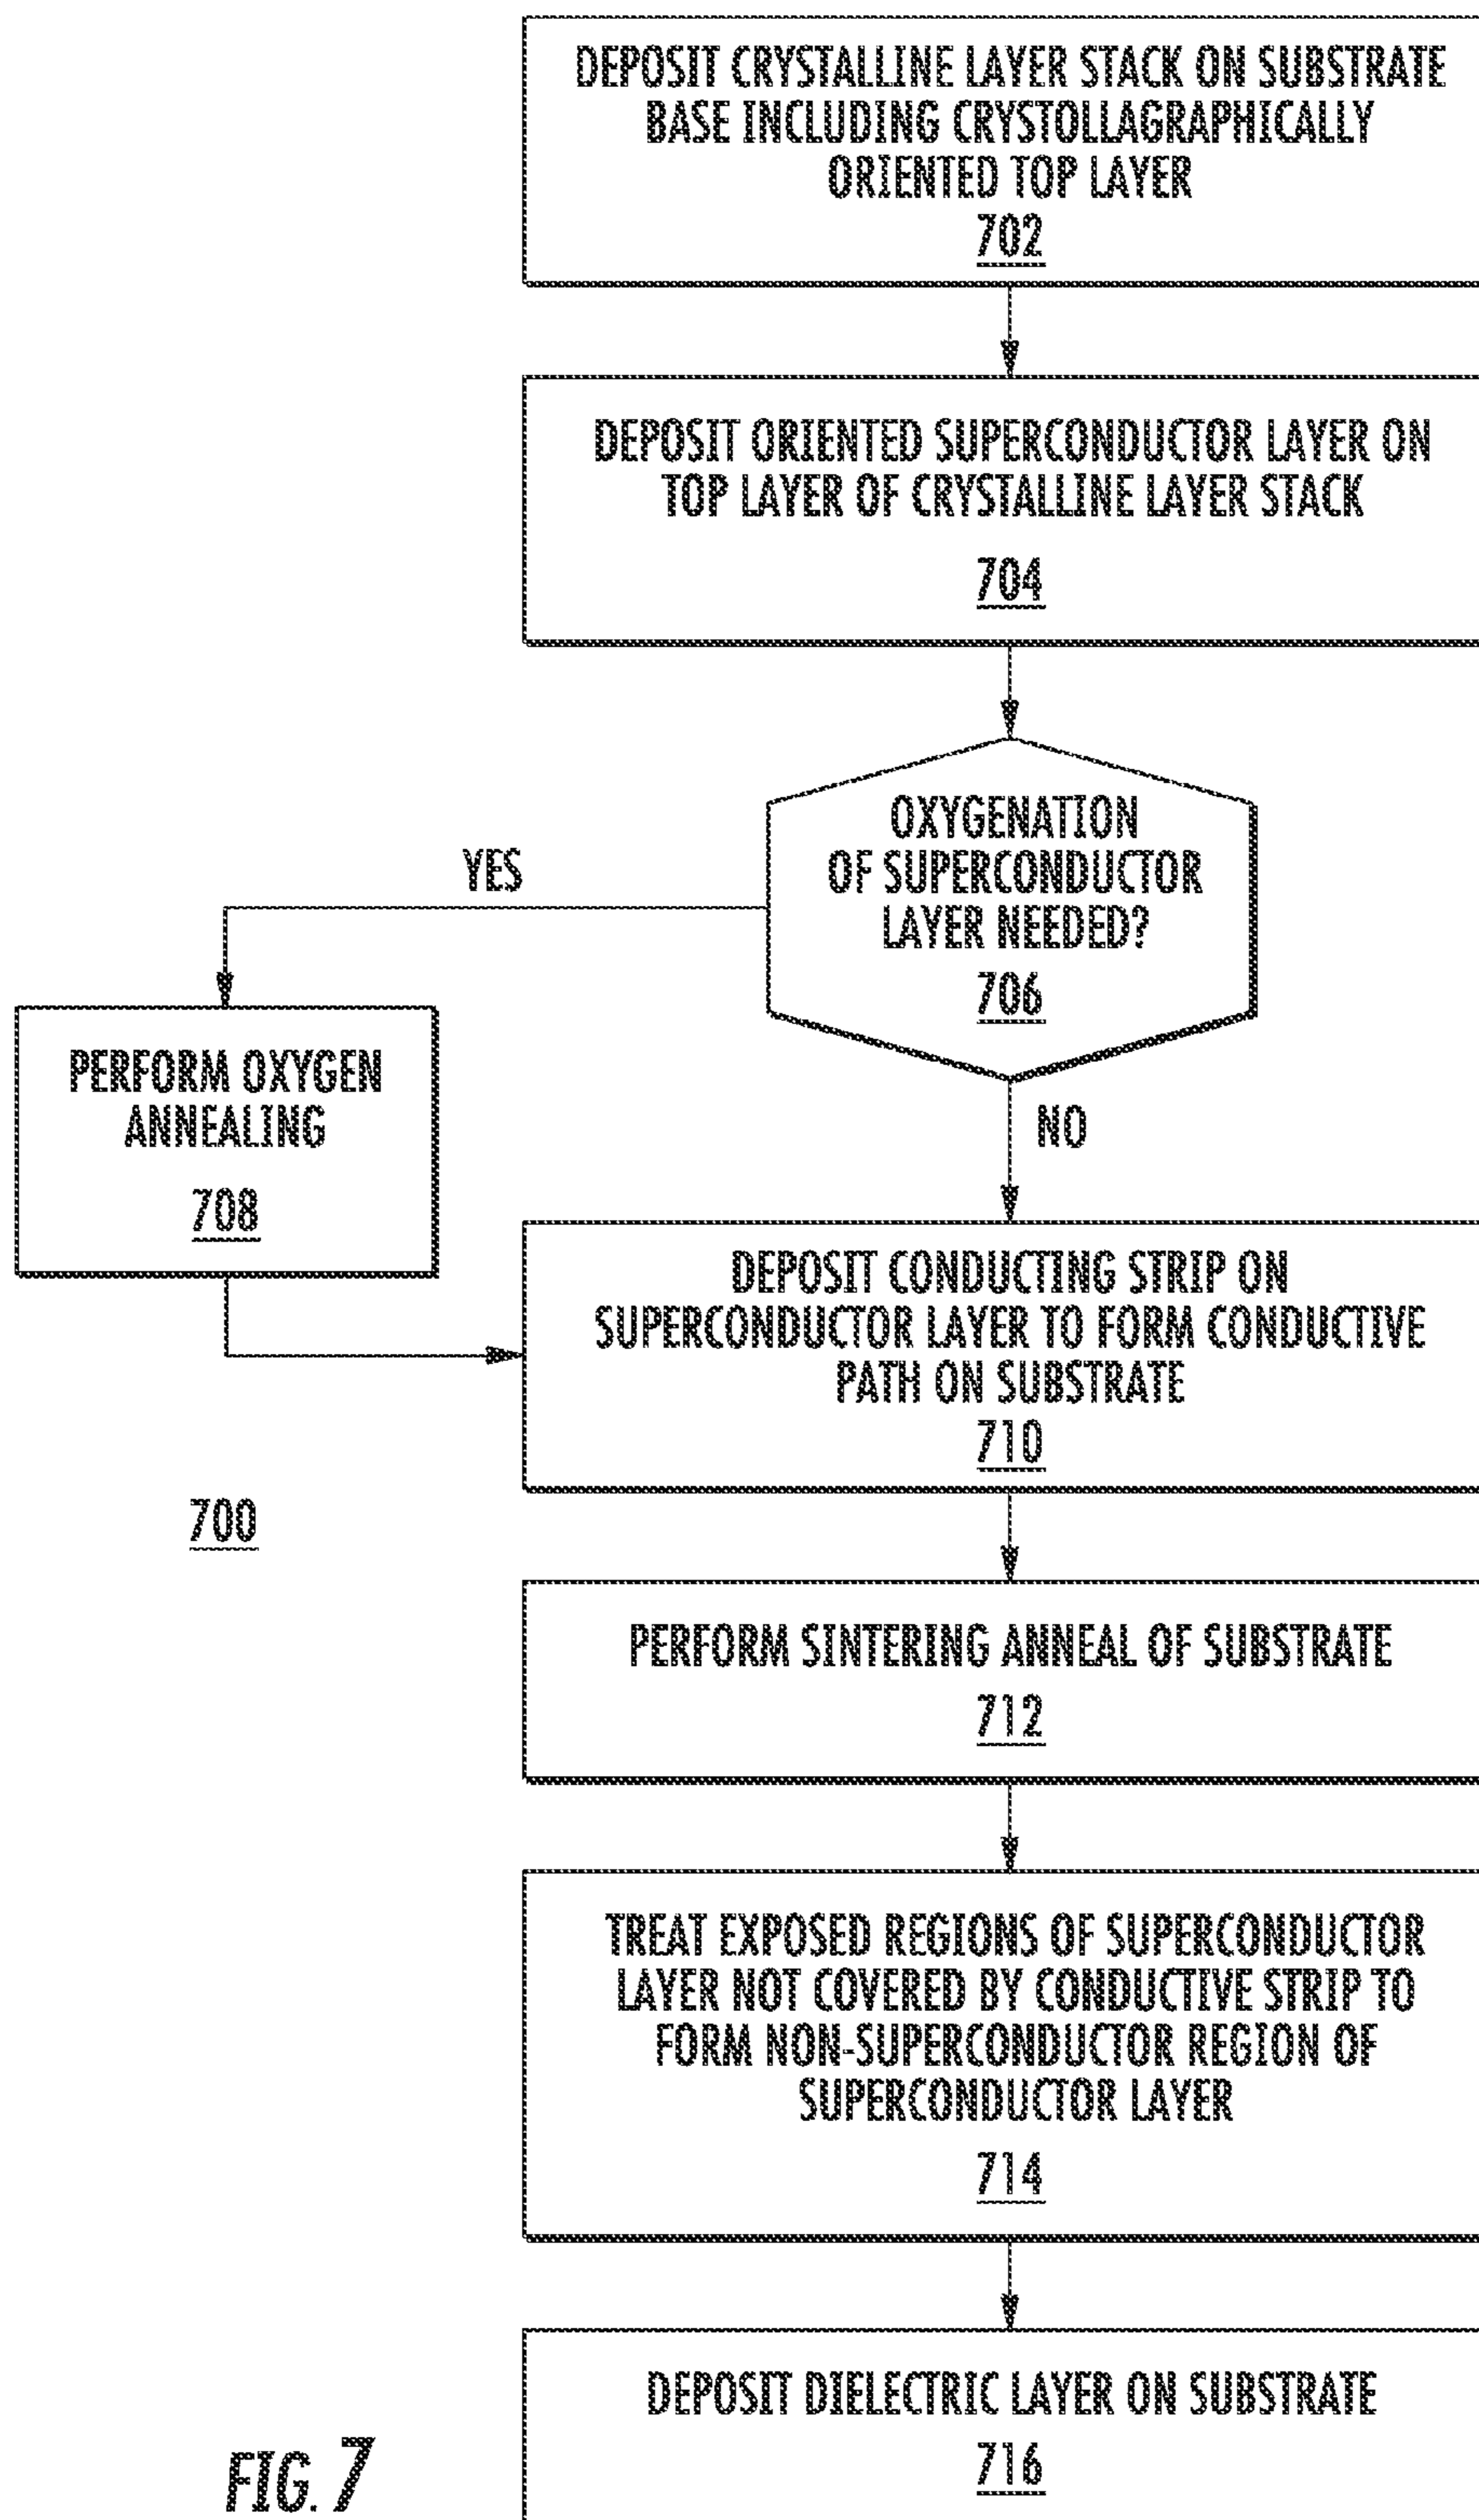 DEPOSIT CRYSTALLINE LAYER STACK ON SUBSTRATE
BASE INCLUDING CRYSTOLLAGRAPHICALLY
ORIENTED TOP LAYER
702
DEPOSIT ORIENTED SUPERCONDUCTOR LAYER ON
TOP LAYER OF CRYSTALLINE LAYER STACK
704
OXYGENATION
OF SUPERCONDUCTOR
LAYER NEEDED?
706
YES
NO
PERFORM OXYGEN
ANNEALING
708
DEPOSIT CONDUCTING STRIP ON
SUPERCONDUCTOR LAYER TO FORM CONDUCTIVE
PATH ON SUBSTRATE
710
700
PERFORM SINTERING ANNEAL OF SUBSTRATE
712
TREAT EXPOSED REGIONS OF SUPERCONDUCTOR
LAYER NOT COVERED BY CONDUCTIVE STRIP TO
FORM NON-SUPERCONDUCTOR REGION OF
SUPERCONDUCTOR LAYER
714
DEPOSIT DIELECTRIC LAYER ON SUBSTRATE
716
FIG. 7